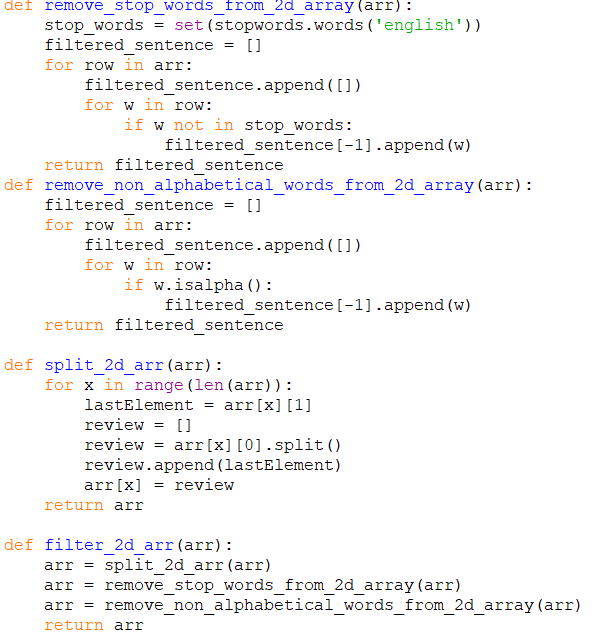 def remove_stop_words_from_2d_array(arr):
    stop_words = set(stopwords.words('english'))
    filtered_sentence = []
    for row in arr:
        filtered_sentence.append([])
        for w in row:
            if w not in stop_words:
                filtered_sentence[-1].append(w)
    return filtered_sentence
def remove_non_alphabetical_words_from_2d_array(arr):
    filtered_sentence = []
    for row in arr:
        filtered_sentence.append([])
        for w in row:
            if w.isalpha():
                filtered_sentence[-1].append(w)
    return filtered_sentence

def split_2d_arr(arr):
    for x in range(len(arr)):
        lastElement = arr[x][1]
        review = []
        review = arr[x][0].split()
        review.append(lastElement)
        arr[x] = review
    return arr

def filter_2d_arr(arr):
    arr = split_2d_arr(arr)
    arr = remove_stop_words_from_2d_array(arr)
    arr = remove_non_alphabetical_words_from_2d_array(arr)
    return arr